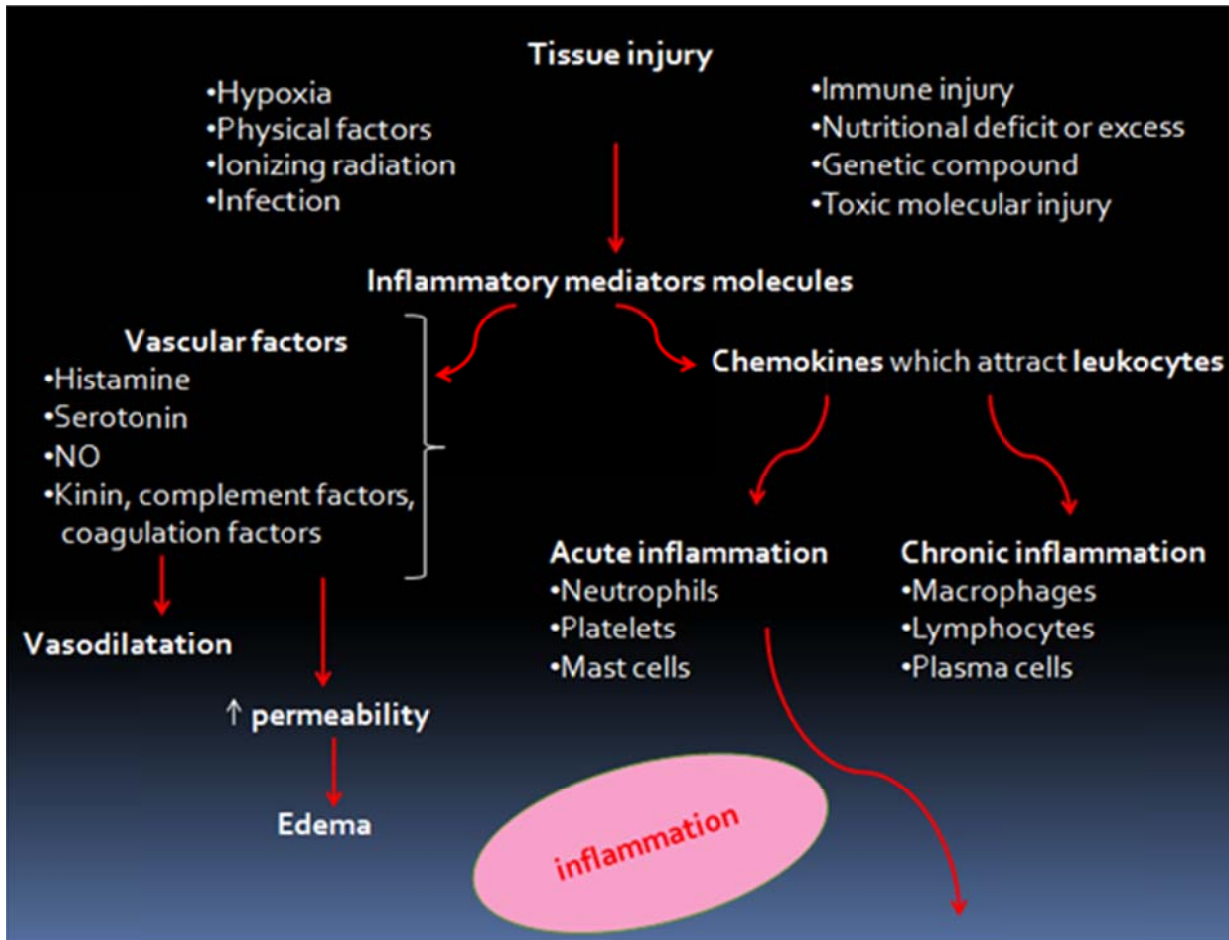 Tissue injury
•Hypoxia
•Physical factors
•Ionizing radiation
•Infection
•Immune injury
•Nutritional deficit or excess
•Genetic compound
•Toxic molecular injury
Inflammatory mediators molecules
Vascular factors
•Histamine
•Serotonin
•NO
•Kinin, complement factors,
coagulation factors
Chemokines which attract leukocytes
Vasodilatation
↑ permeability
Edema
Acute inflammation
•Neutrophils
•Platelets
•Mast cells
Chronic inflammation
•Macrophages
•Lymphocytes
•Plasma cells
inflammation